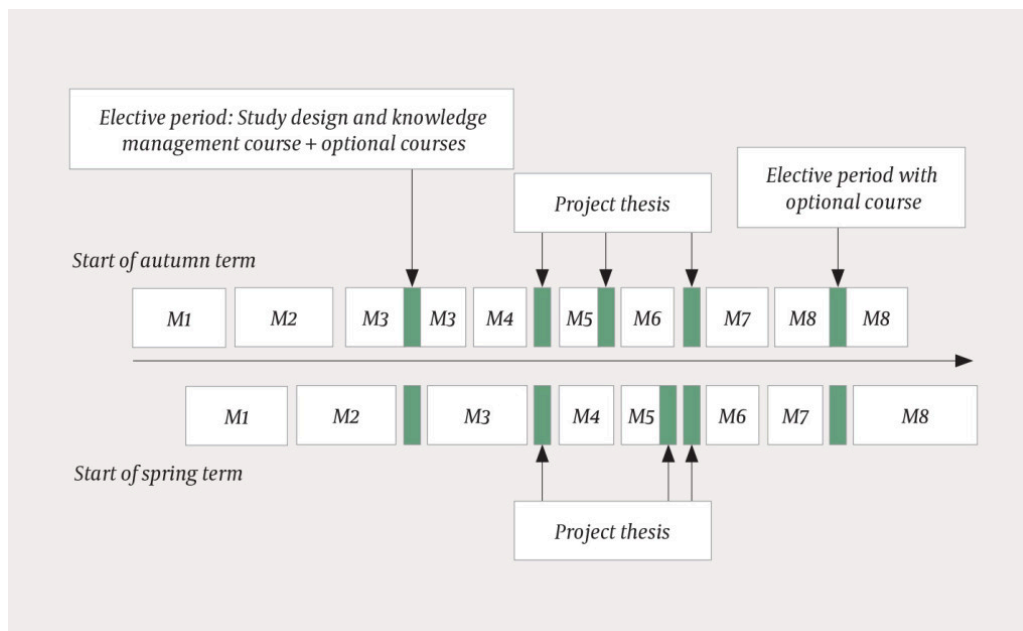 Elective period: Study design and knowledge
management course + optional courses
Project thesis
Elective period with
optional course
Start of autumn term
M1 M2 M3 M3 M4 M5 M6 M7 M8 M8
M1 M2 M3 M4 M5 M6 M7 M8
Start of spring term
Project thesis